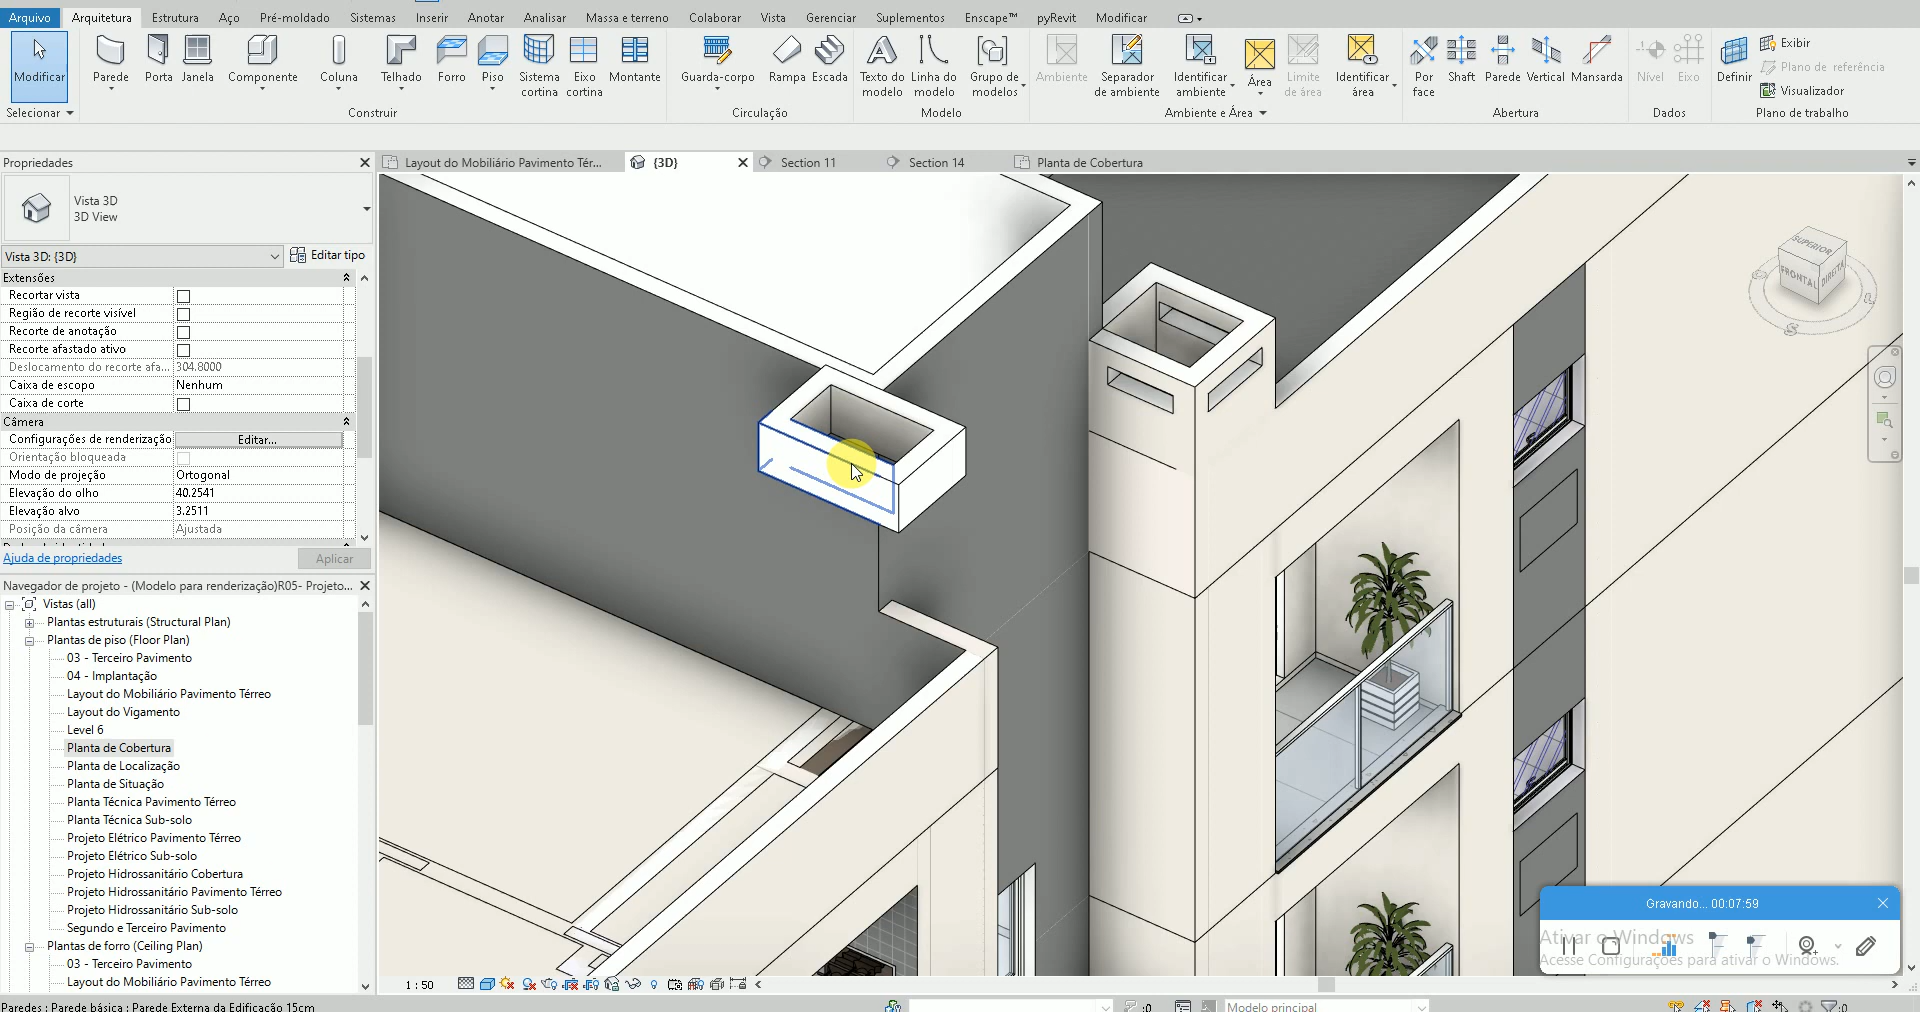 Arquivo Arquitetura Estrutura Aço Pré-moldado Sistemas Inserir Anotar Analisar Massa e terreno Colaborar Vista Gerenciar Suplementos Enscape™ pyRevit Modificar
Modificar Parede Porta Janela Componente Coluna Telhado Forro Piso Sistema cortina Eixo cortina Montante Guarda-corpo Rampa Escada Texto do modelo Linha do modelo Grupo de modelos Ambiente Separador de ambiente Identificar ambiente Área Limite de área Identificar área Por face Shaft Parede Vertical Mansarda Nível Eixo Definir Exibir
Plano de referência
Visualizador
Selecionar Construir Circulação Modelo Ambiente e Área Abertura Dados Plano de trabalho
Propriedades
Layout do Mobiliário Pavimento Tér... {3D} Section 11 Section 14 Planta de Cobertura
Vista 3D
3D View
Vista 3D: {3D} Editar tipo
Extensões
Recortar vista
Região de recorte visível
Recorte de anotação
Recorte afastado ativo
Deslocamento do recorte afa... 304.8000
Caixa de escopo Nenhum
Caixa de corte
Câmera
Configurações de renderização Editar...
Orientação bloqueada
Modo de projeção Ortogonal
Elevação do olho 40.2541
Elevação alvo 3.2511
Posição da câmera Ajustada
Ajuda de propriedades Aplicar
Navegador de projeto - (Modelo para renderização)R05- Projeto...
Vistas (all)
Plantas estruturais (Structural Plan)
Plantas de piso (Floor Plan)
03 - Terceiro Pavimento
04 - Implantação
Layout do Mobiliário Pavimento Térreo
Layout do Vigamento
Level 6
Planta de Cobertura
Planta de Localização
Planta de Situação
Planta Técnica Pavimento Térreo
Planta Técnica Sub-solo
Projeto Elétrico Pavimento Térreo
Projeto Elétrico Sub-solo
Projeto Hidrossanitário Cobertura
Projeto Hidrossanitário Pavimento Térreo
Projeto Hidrossanitário Sub-solo
Segundo e Terceiro Pavimento
Plantas de forro (Ceiling Plan)
03 - Terceiro Pavimento
Layout do Mobiliário Pavimento Térreo
SUPERIOR
FRONTAL
DIREITA
S
Gravando... 00:07:59
Ativar o Windows
Acesse Configurações para ativar o Windows.
1 : 50
Paredes : Parede básica : Parede Externa da Edificação 15cm
:0
Modelo principal
:0